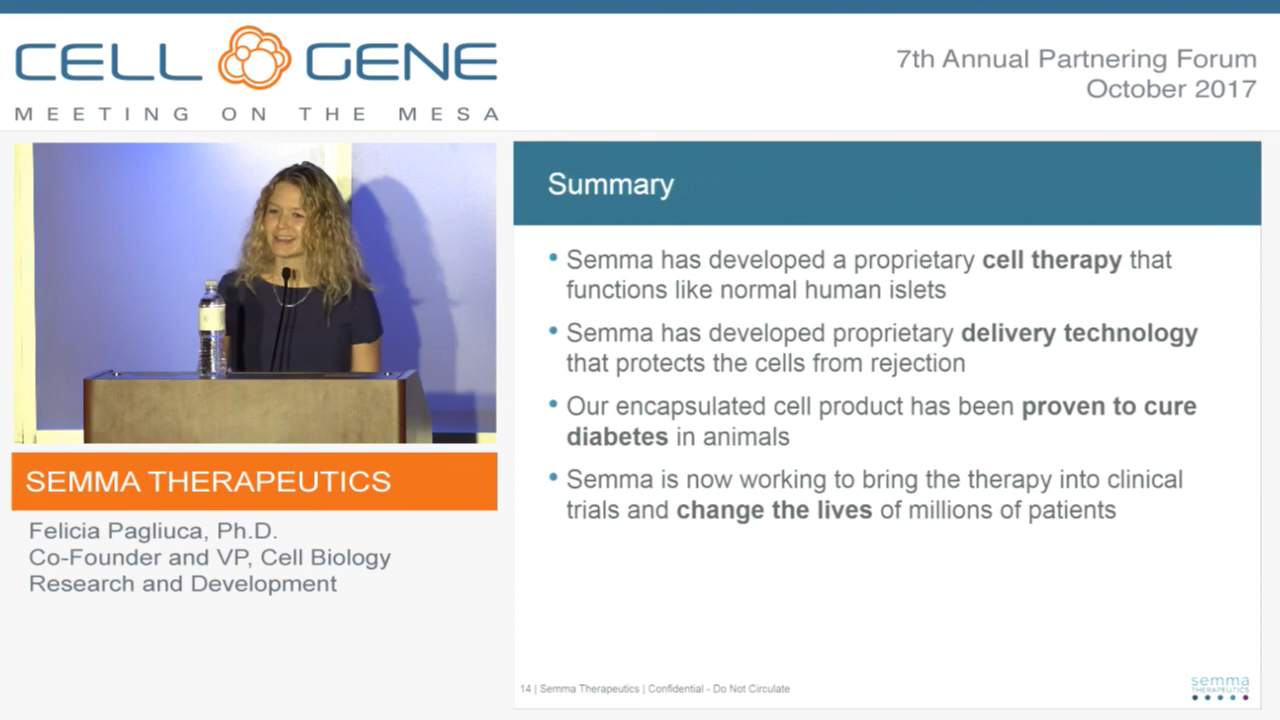 CELL GENE
MEETING ON THE MESA
7th Annual Partnering Forum
October 2017
SEMMA THERAPEUTICS
Felicia Pagliuca, Ph.D.
Co-Founder and VP, Cell Biology
Research and Development
Summary
• Semma has developed a proprietary cell therapy that
functions like normal human islets
• Semma has developed proprietary delivery technology
that protects the cells from rejection
• Our encapsulated cell product has been proven to cure
diabetes in animals
• Semma is now working to bring the therapy into clinical
trials and change the lives of millions of patients
14 | Semma Therapeutics | Confidential - Do Not Circulate
semma
THERAPEUTICS